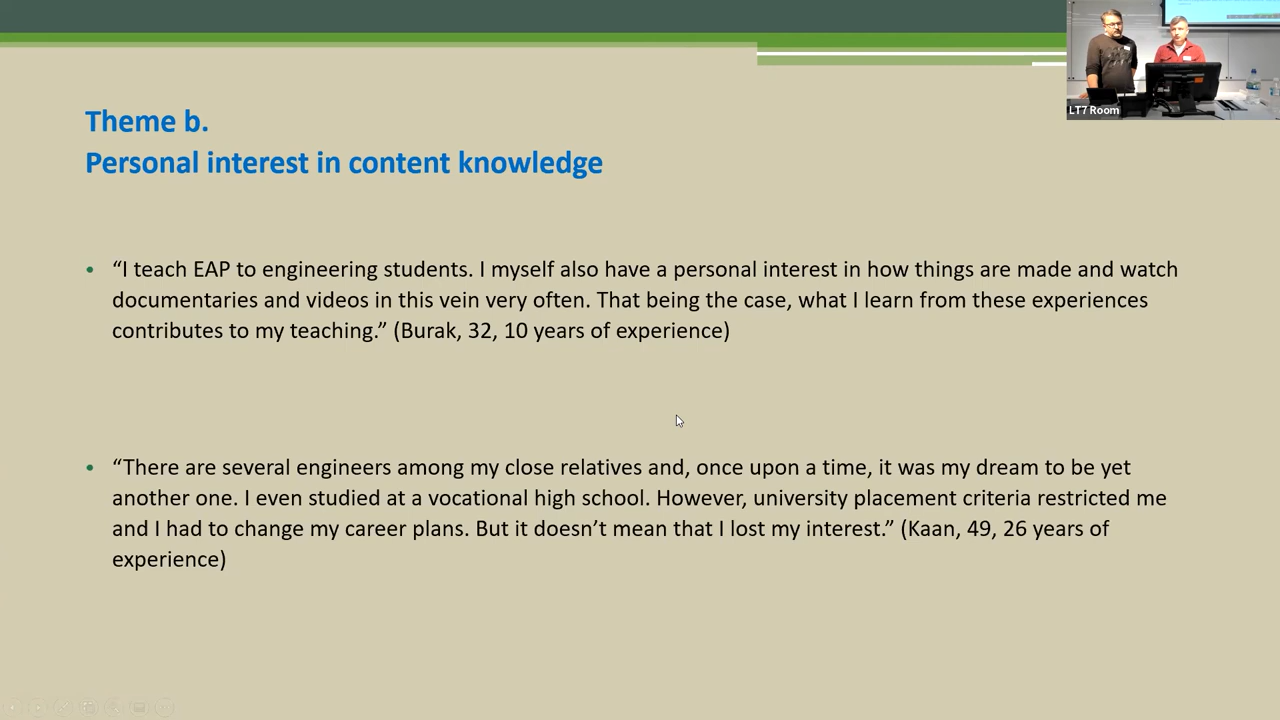 LT7 Room
Theme b.
Personal interest in content knowledge
• “I teach EAP to engineering students. I myself also have a personal interest in how things are made and watch
documentaries and videos in this vein very often. That being the case, what I learn from these experiences
contributes to my teaching.” (Burak, 32, 10 years of experience)
• “There are several engineers among my close relatives and, once upon a time, it was my dream to be yet
another one. I even studied at a vocational high school. However, university placement criteria restricted me
and I had to change my career plans. But it doesn’t mean that I lost my interest.” (Kaan, 49, 26 years of
experience)